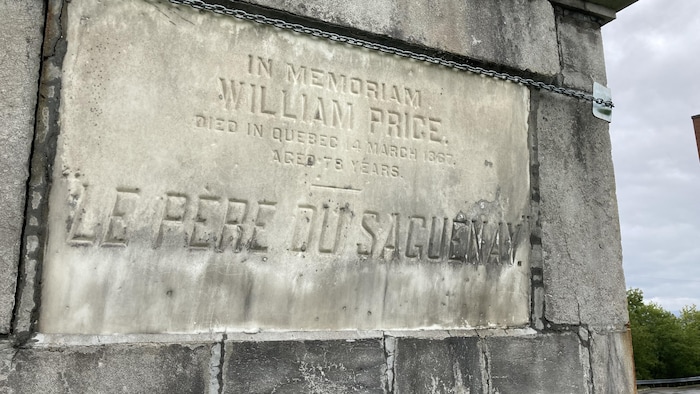 IN MEMORIAM
WILLIAM PRICE.
DIED IN QUEBEC 14 MARCH 1867.
AGED 78 YEARS.
"LE PÈRE DU SAGUENAY"